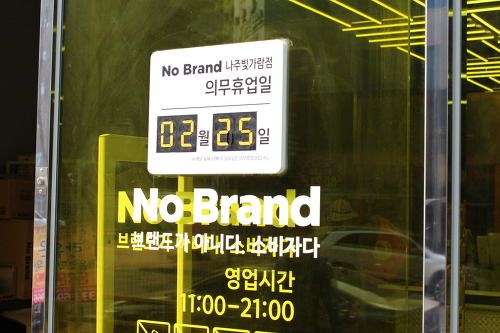 No Brand 나주빛가람점
의무휴업일
02월 25일
No Brand
브랜드가 아니다. 소비자다
영업시간
11:00-21:00